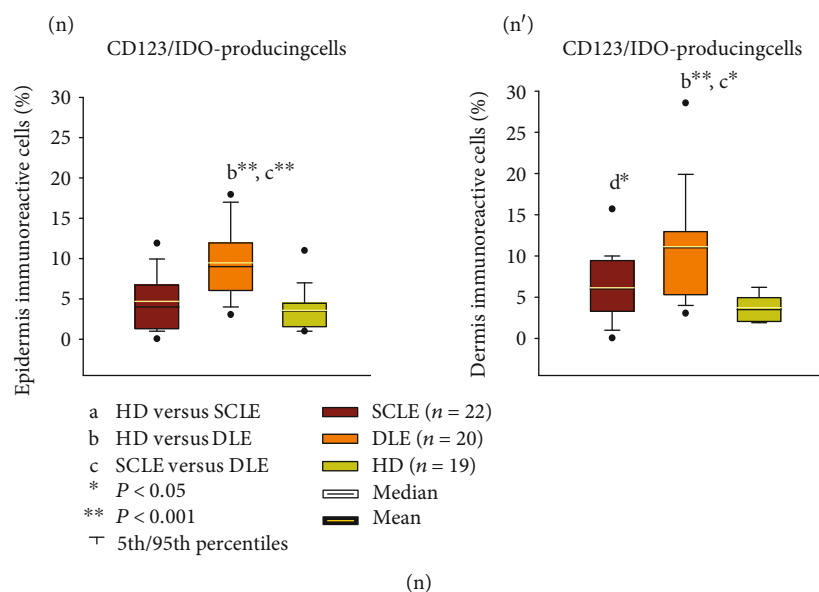 (n)
CD123/IDO-producingcells
Epidermis immunoreactive cells (%)
30
25
20
15
10
5
0
b**, c**
(n′)
CD123/IDO-producingcells
Dermis immunoreactive cells (%)
30
25
20
15
10
5
0
d*
b**, c*
a HD versus SCLE
b HD versus DLE
c SCLE versus DLE
* P < 0.05
** P < 0.001
5th/95th percentiles
SCLE (n = 22)
DLE (n = 20)
HD (n = 19)
Median
Mean
(n)